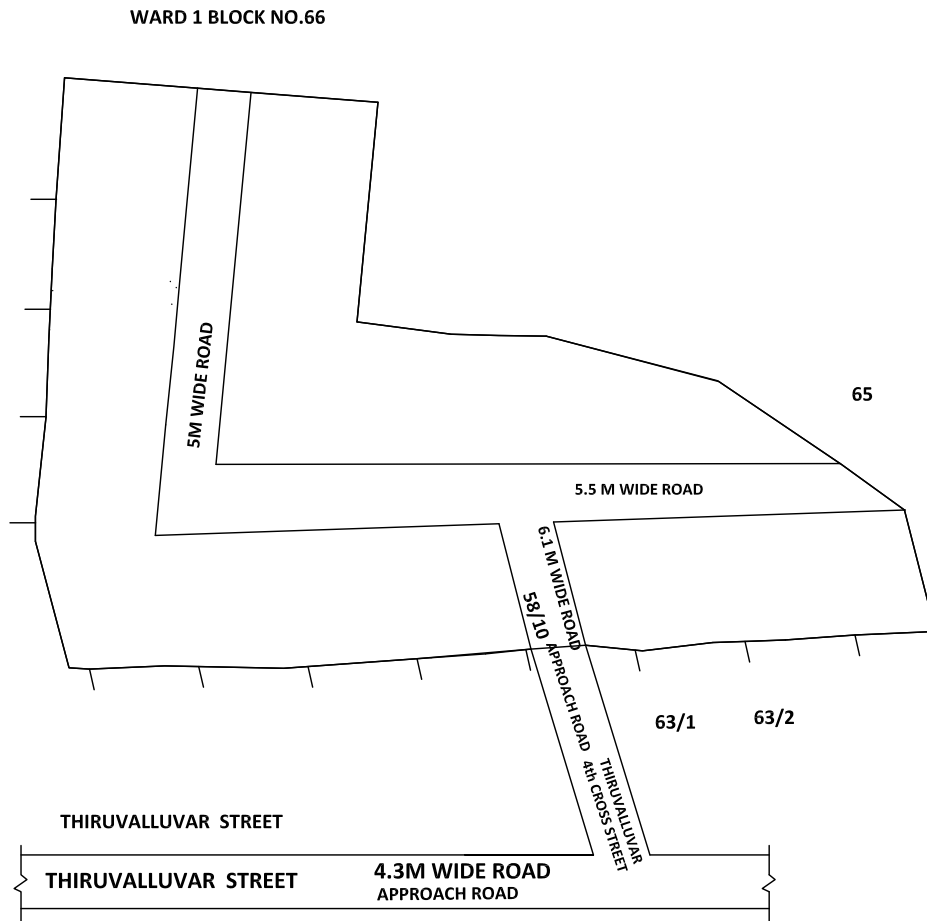 WARD 1 BLOCK NO.66
5M WIDE ROAD
65
5.5 M WIDE ROAD
6.1 M WIDE ROAD
58/10 APPROACH ROAD
63/1
63/2
THIRUVALLUVAR
4th CROSS STREET
THIRUVALLUVAR STREET
THIRUVALLUVAR STREET
4.3M WIDE ROAD
APPROACH ROAD